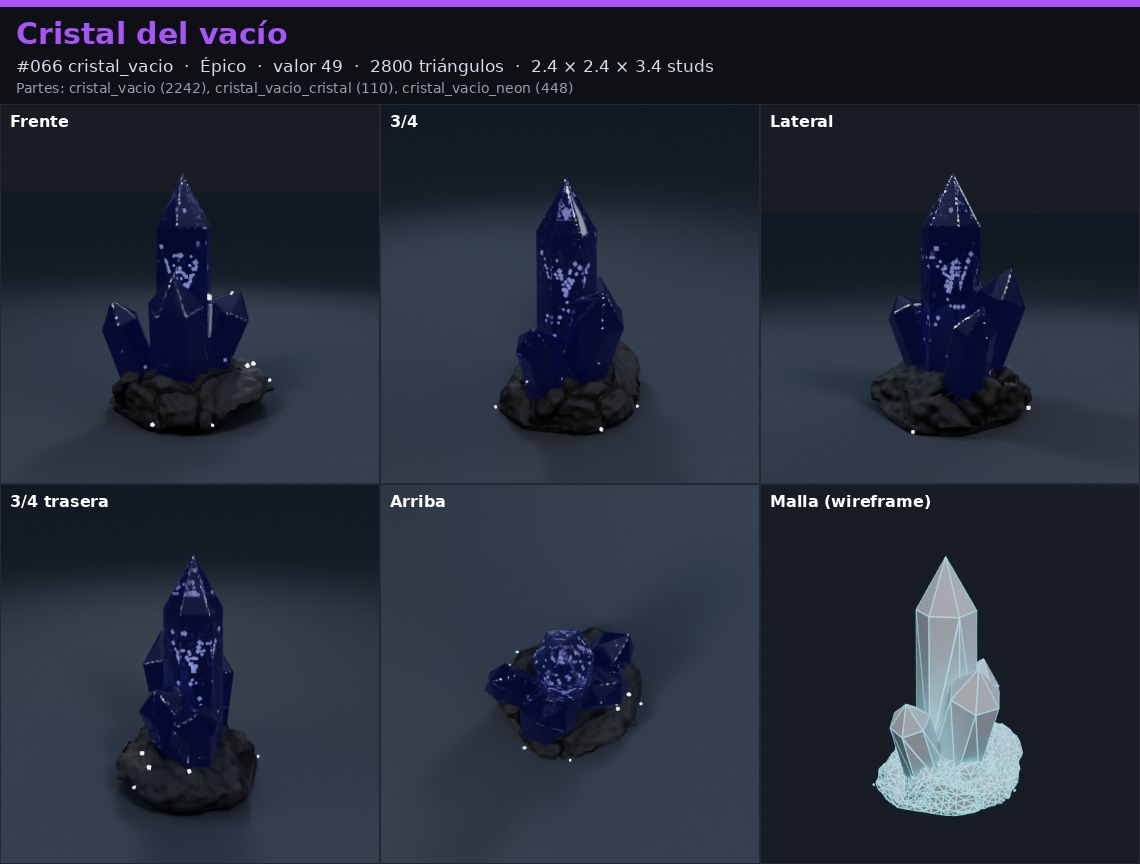 Cristal del vacío
#066 cristal_vacio · Épico · valor 49 · 2800 triángulos · 2.4 × 2.4 × 3.4 studs
Partes: cristal_vacio (2242), cristal_vacio_cristal (110), cristal_vacio_neon (448)
Frente
3/4
Lateral
3/4 trasera
Arriba
Malla (wireframe)